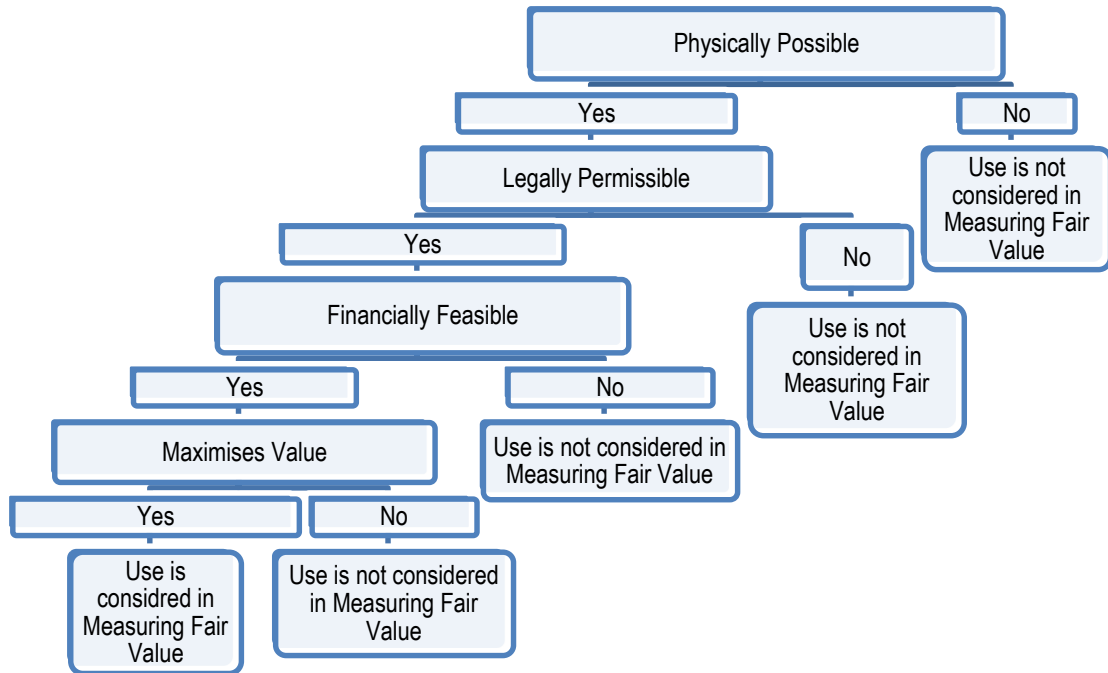 Physically Possible
Yes
No
Legally Permissible
Use is not
considered in
Measuring Fair
Value
Yes
No
Financially Feasible
Use is not
considered in
Measuring Fair
Value
Yes
No
Maximises Value
Use is not considered in
Measuring Fair Value
Yes
No
Use is
considred in
Measuring Fair
Value
Use is not considered
in Measuring Fair
Value